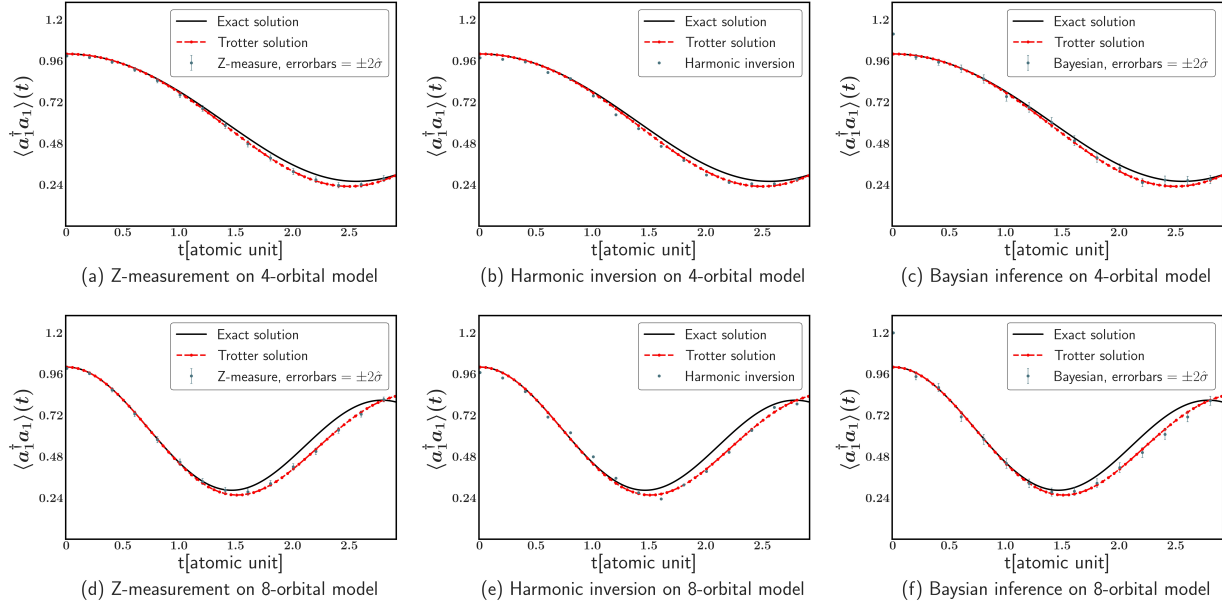 1.2
0.96
0.72
0.48
0.24
⟨a₁†a₁⟩(t)
Exact solution
Trotter solution
Z-measure, errorbars = ±2σ̂
0 0.5 1.0 1.5 2.0 2.5
t[atomic unit]
(a) Z-measurement on 4-orbital model
1.2
0.96
0.72
0.48
0.24
⟨a₁†a₁⟩(t)
Exact solution
Trotter solution
Harmonic inversion
0 0.5 1.0 1.5 2.0 2.5
t[atomic unit]
(b) Harmonic inversion on 4-orbital model
1.2
0.96
0.72
0.48
0.24
⟨a₁†a₁⟩(t)
Exact solution
Trotter solution
Bayesian, errorbars = ±2σ̂
0 0.5 1.0 1.5 2.0 2.5
t[atomic unit]
(c) Baysian inference on 4-orbital model
1.2
0.96
0.72
0.48
0.24
⟨a₁†a₁⟩(t)
Exact solution
Trotter solution
Z-measure, errorbars = ±2σ̂
0 0.5 1.0 1.5 2.0 2.5
t[atomic unit]
(d) Z-measurement on 8-orbital model
1.2
0.96
0.72
0.48
0.24
⟨a₁†a₁⟩(t)
Exact solution
Trotter solution
Harmonic inversion
0 0.5 1.0 1.5 2.0 2.5
t[atomic unit]
(e) Harmonic inversion on 8-orbital model
1.2
0.96
0.72
0.48
0.24
⟨a₁†a₁⟩(t)
Exact solution
Trotter solution
Bayesian, errorbars = ±2σ̂
0 0.5 1.0 1.5 2.0 2.5
t[atomic unit]
(f) Baysian inference on 8-orbital model